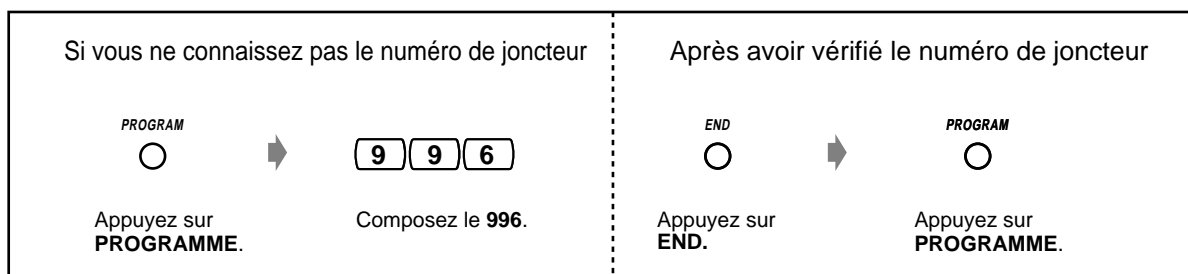 Si vous ne connaissez pas le numéro de joncteur
PROGRAM
9 9 6
Appuyez sur
PROGRAMME.
Composez le 996.
Après avoir vérifié le numéro de joncteur
END
PROGRAM
Appuyez sur
END.
Appuyez sur
PROGRAMME.